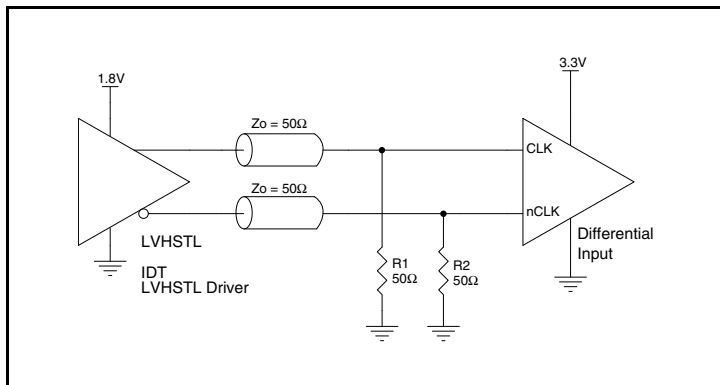 1.8V
3.3V
Zo = 50Ω
CLK
Zo = 50Ω
nCLK
LVHSTL
IDT
LVHSTL Driver
Differential
Input
R1
50Ω
R2
50Ω